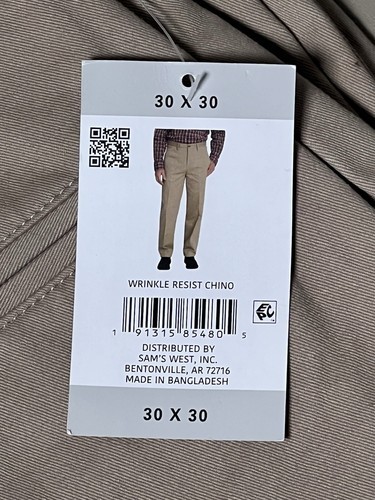 30 X 30
WRINKLE RESIST CHINO
1 91315 85480 5
DISTRIBUTED BY
SAM'S WEST, INC.
BENTONVILLE, AR 72716
MADE IN BANGLADESH
30 X 30